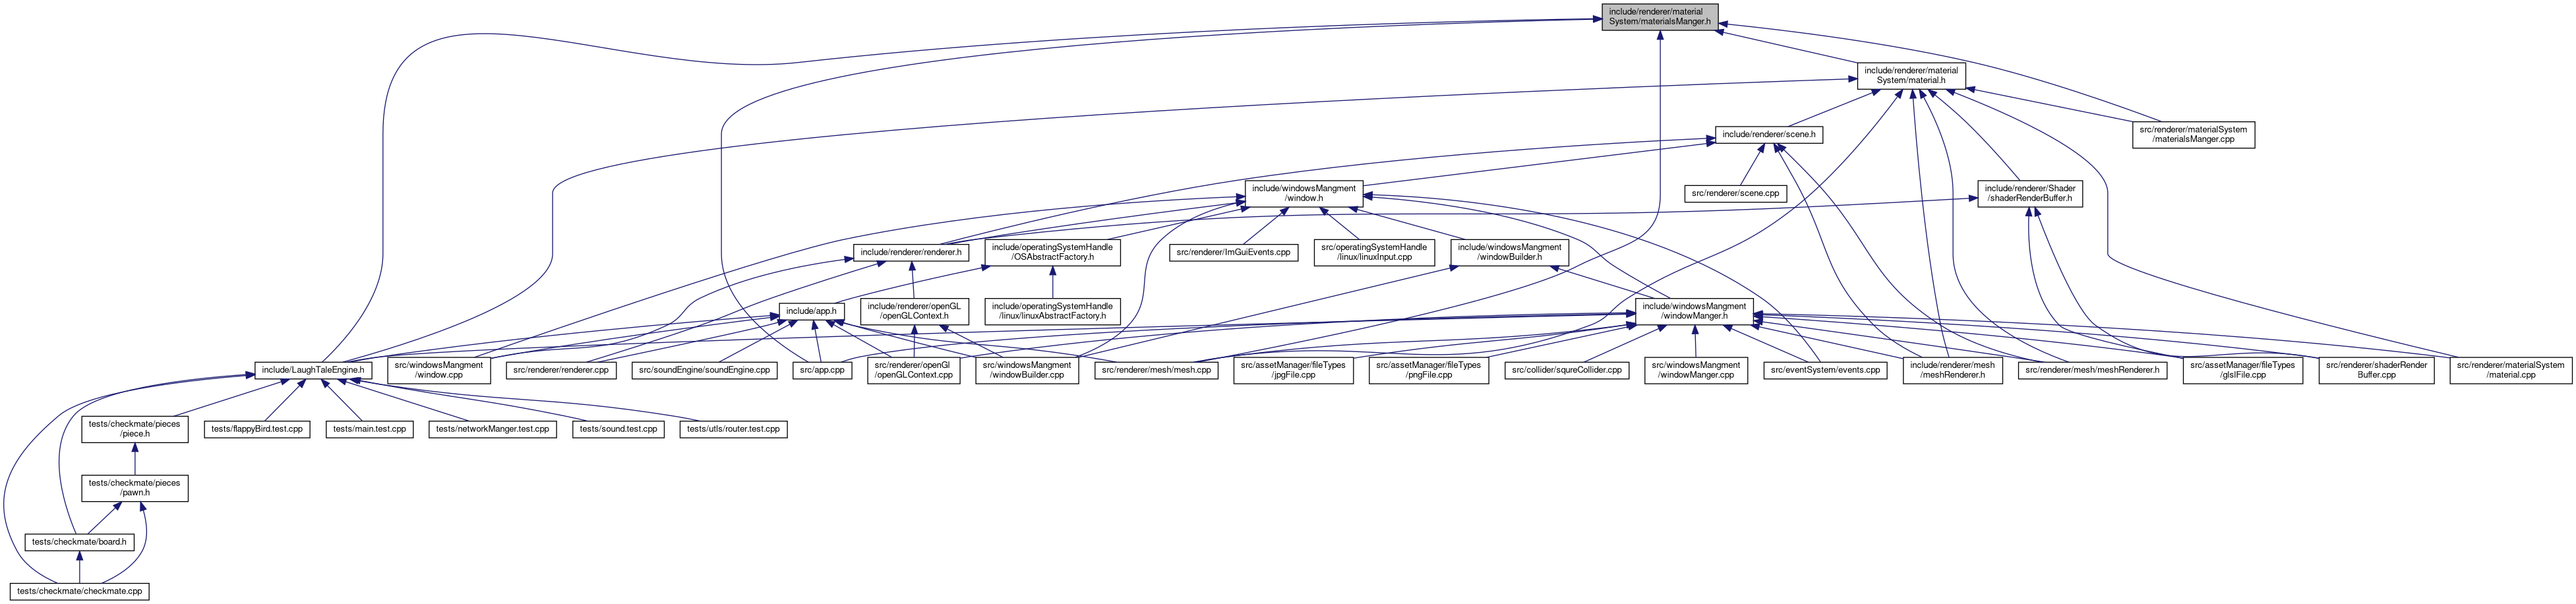 include/renderer/material
System/materialsManger.h
include/renderer/material
System/material.h
src/renderer/materialSystem
/materialsManger.cpp
include/renderer/scene.h
include/windowsMangment
/window.h
src/renderer/scene.cpp
include/renderer/Shader
/shaderRenderBuffer.h
include/renderer/renderer.h
include/operatingSystemHandle
/OSAbstractFactory.h
src/renderer/ImGuiEvents.cpp
src/operatingSystemHandle
/linux/linuxInput.cpp
include/windowsMangment
/windowBuilder.h
include/app.h
include/renderer/openGL
/openGLContext.h
include/operatingSystemHandle
/linux/linuxAbstractFactory.h
include/windowsMangment
/windowManger.h
include/LaughTaleEngine.h
src/windowsMangment
/window.cpp
src/renderer/renderer.cpp
src/soundEngine/soundEngine.cpp
src/app.cpp
src/renderer/openGl
/openGLContext.cpp
src/windowsMangment
/windowBuilder.cpp
src/renderer/mesh/mesh.cpp
src/assetManager/fileTypes
/jpgFile.cpp
src/assetManager/fileTypes
/pngFile.cpp
src/collider/squreCollider.cpp
src/windowsMangment
/windowManger.cpp
src/eventSystem/events.cpp
include/renderer/mesh
/meshRenderer.h
src/renderer/mesh/meshRenderer.h
src/assetManager/fileTypes
/glslFile.cpp
src/renderer/shaderRender
Buffer.cpp
src/renderer/materialSystem
/material.cpp
tests/checkmate/pieces
/piece.h
tests/flappyBird.test.cpp
tests/main.test.cpp
tests/networkManger.test.cpp
tests/sound.test.cpp
tests/utls/router.test.cpp
tests/checkmate/pieces
/pawn.h
tests/checkmate/board.h
tests/checkmate/checkmate.cpp